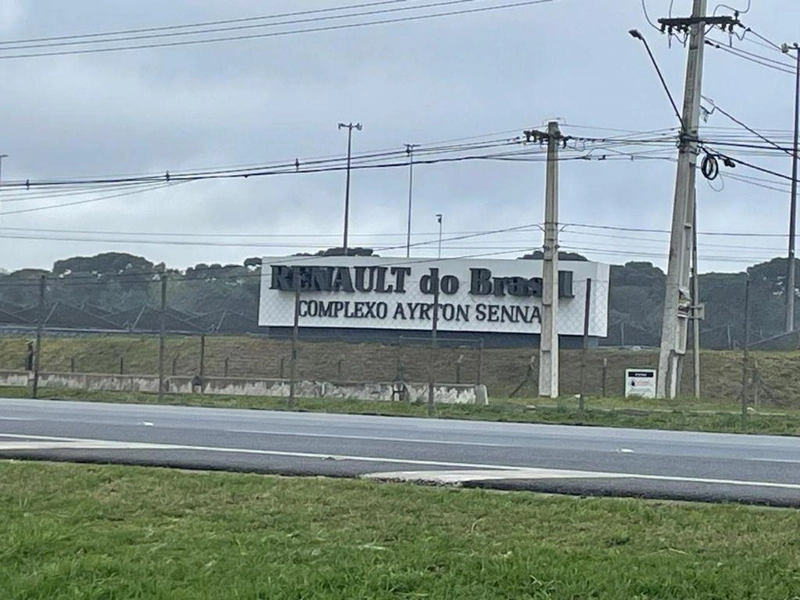 RENAULT do Brasil
COMPLEXO AYRTON SENNA